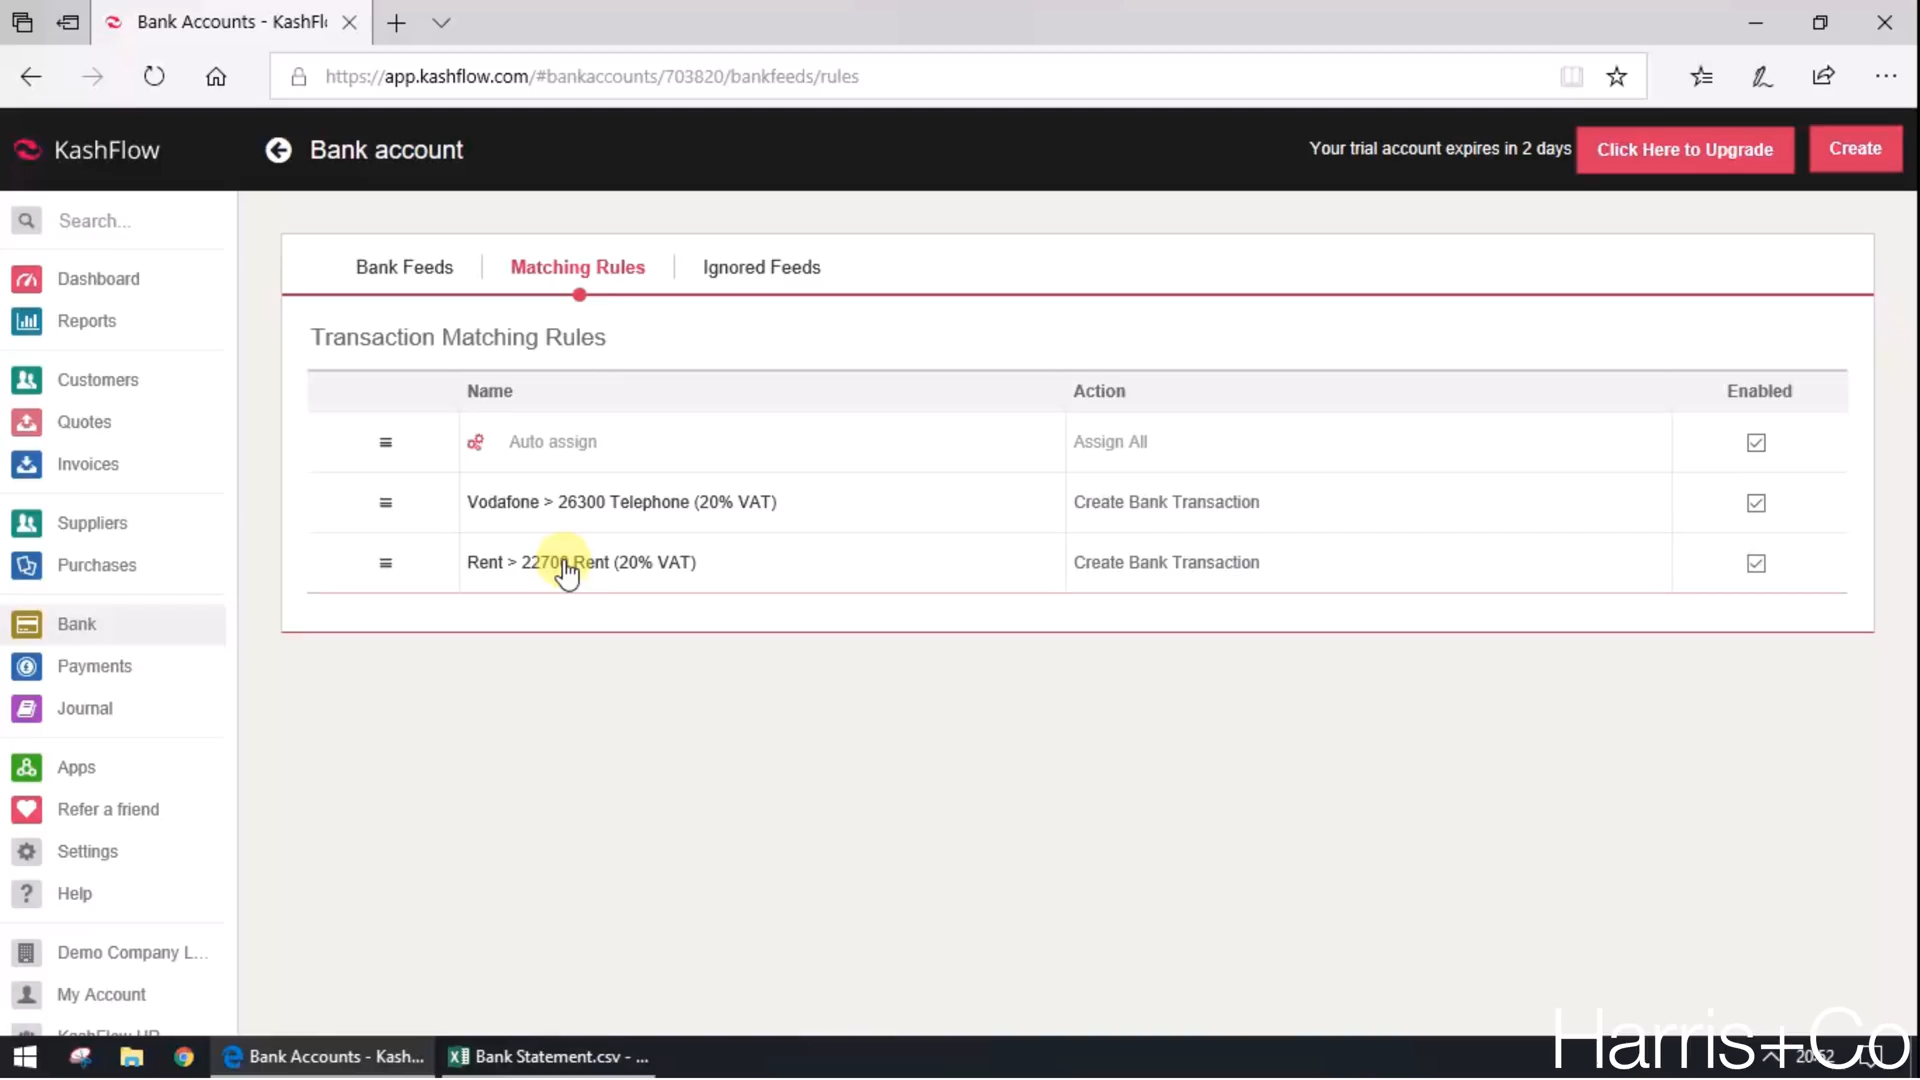 Bank Accounts - KashFl
https://app.kashflow.com/#bankaccounts/703820/bankfeeds/rules
KashFlow
Bank account
Your trial account expires in 2 days
Click Here to Upgrade
Create
Search...
Dashboard
Reports
Customers
Quotes
Invoices
Suppliers
Purchases
Bank
Payments
Journal
Apps
Refer a friend
Settings
Help
Demo Company L...
My Account
KashFlow HR
Bank Feeds
Matching Rules
Ignored Feeds
Transaction Matching Rules
Name Action Enabled
Auto assign Assign All
Vodafone > 26300 Telephone (20% VAT) Create Bank Transaction
Rent > 22700 Rent (20% VAT) Create Bank Transaction
Bank Accounts - Kash...
Bank Statement.csv - ...
20:52
Harris+Co